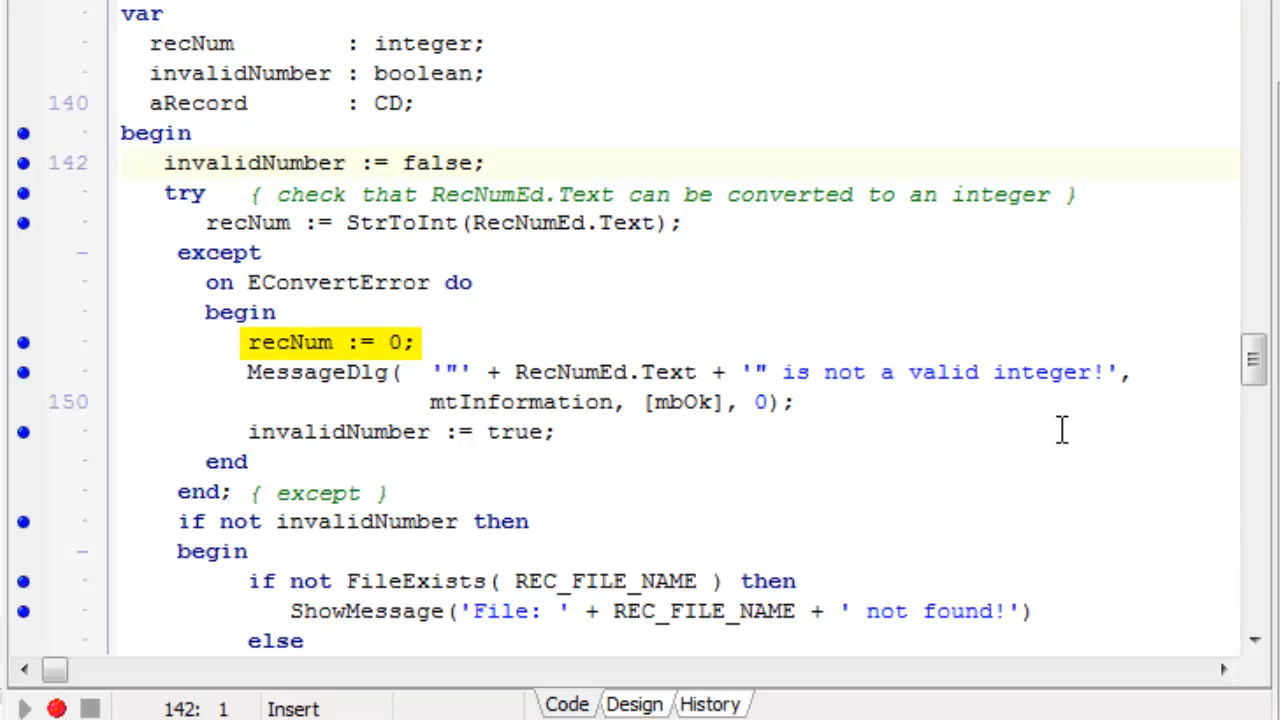 var
recNum : integer;
invalidNumber : boolean;
140 aRecord : CD;
begin
142 invalidNumber := false;
try { check that RecNumEd.Text can be converted to an integer }
recNum := StrToInt(RecNumEd.Text);
except
on EConvertError do
begin
recNum := 0;
MessageDlg( '"' + RecNumEd.Text + '" is not a valid integer!',
150 mtInformation, [mbOk], 0);
invalidNumber := true;
end
end; { except }
if not invalidNumber then
begin
if not FileExists( REC_FILE_NAME ) then
ShowMessage('File: ' + REC_FILE_NAME + ' not found!')
else
142: 1 Insert Code Design History